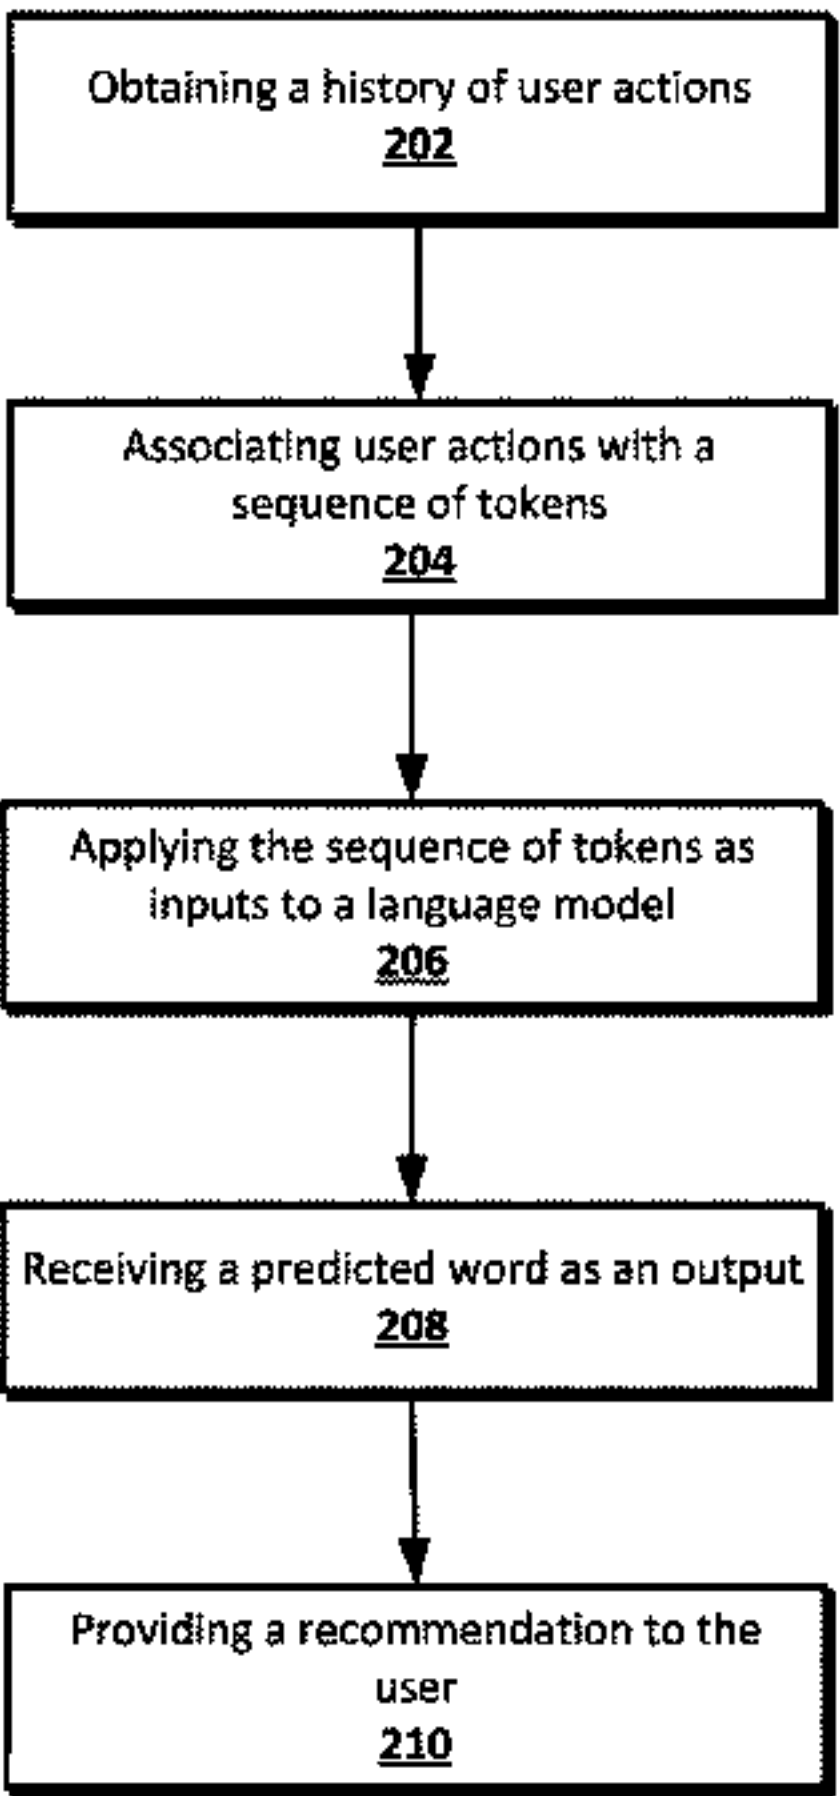 Obtaining a history of user actions
202
Associating user actions with a
sequence of tokens
204
Applying the sequence of tokens as
inputs to a language model
206
Receiving a predicted word as an output
208
Providing a recommendation to the
user
210